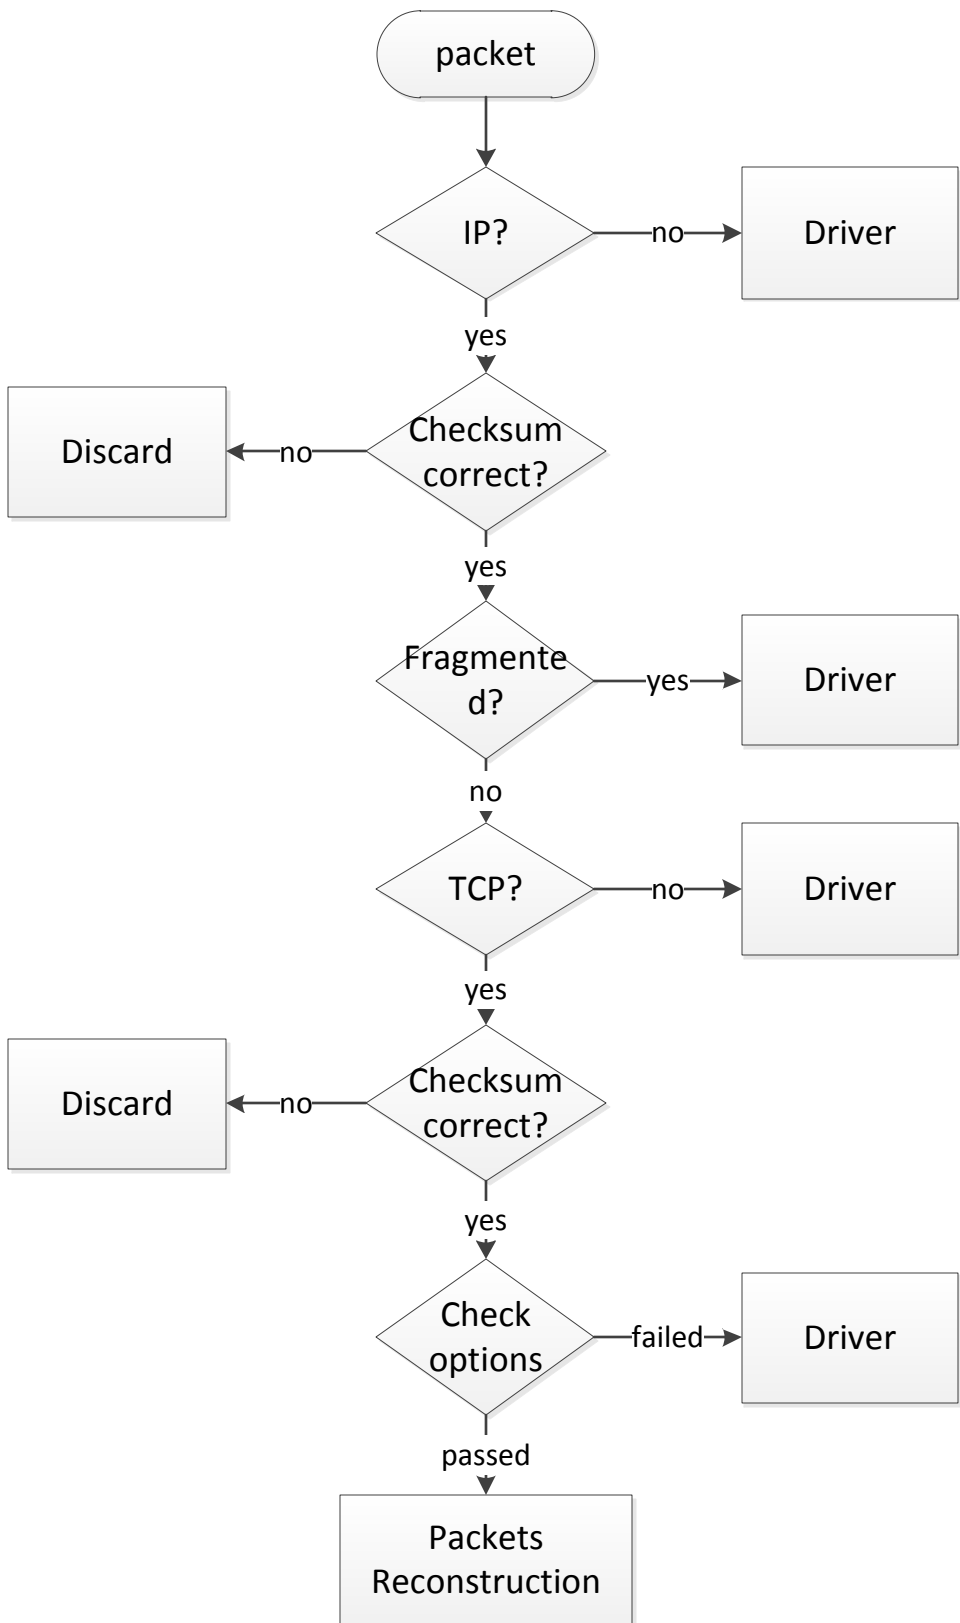 packet
IP?
no
Driver
yes
Checksum
correct?
no
Discard
yes
Fragmente
d?
yes
Driver
no
TCP?
no
Driver
yes
Checksum
correct?
no
Discard
yes
Check
options
failed
Driver
passed
Packets
Reconstruction